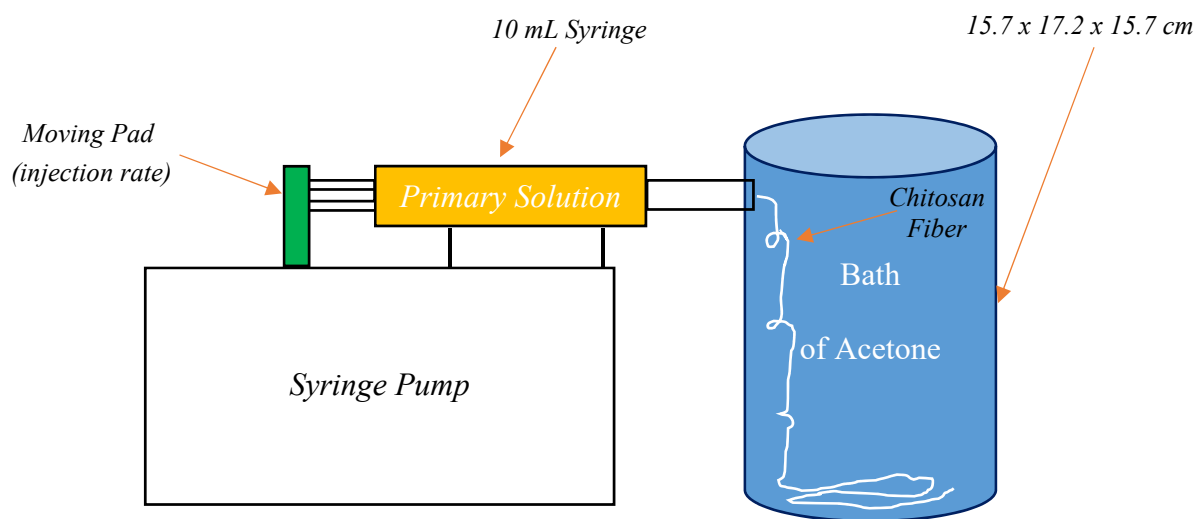 10 mL Syringe
15.7 x 17.2 x 15.7 cm
Moving Pad
(injection rate)
Primary Solution
Chitosan
Fiber
Bath
of Acetone
Syringe Pump